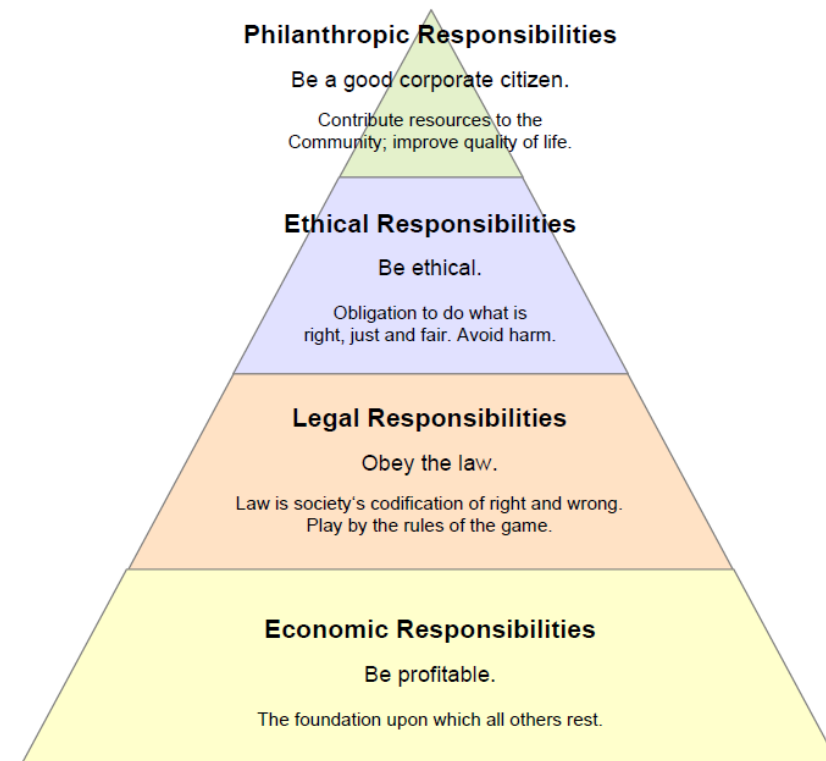 Philanthropic Responsibilities
Be a good corporate citizen.
Contribute resources to the
Community; improve quality of life.
Ethical Responsibilities
Be ethical.
Obligation to do what is
right, just and fair. Avoid harm.
Legal Responsibilities
Obey the law.
Law is society‘s codification of right and wrong.
Play by the rules of the game.
Economic Responsibilities
Be profitable.
The foundation upon which all others rest.